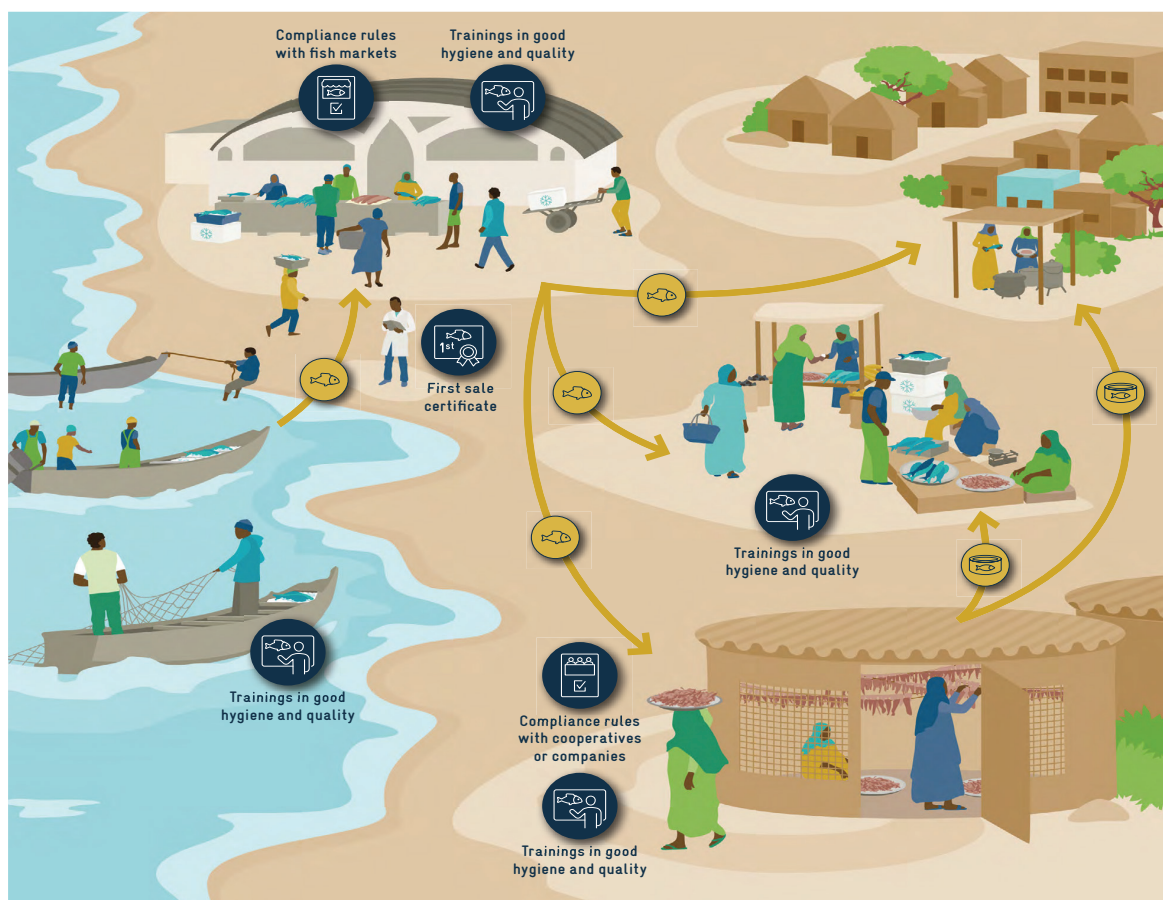 Compliance rules
with fish markets
Trainings in good
hygiene and quality
1st
First sale
certificate
Trainings in good
hygiene and quality
Trainings in good
hygiene and quality
Compliance rules
with cooperatives
or companies
Trainings in good
hygiene and quality